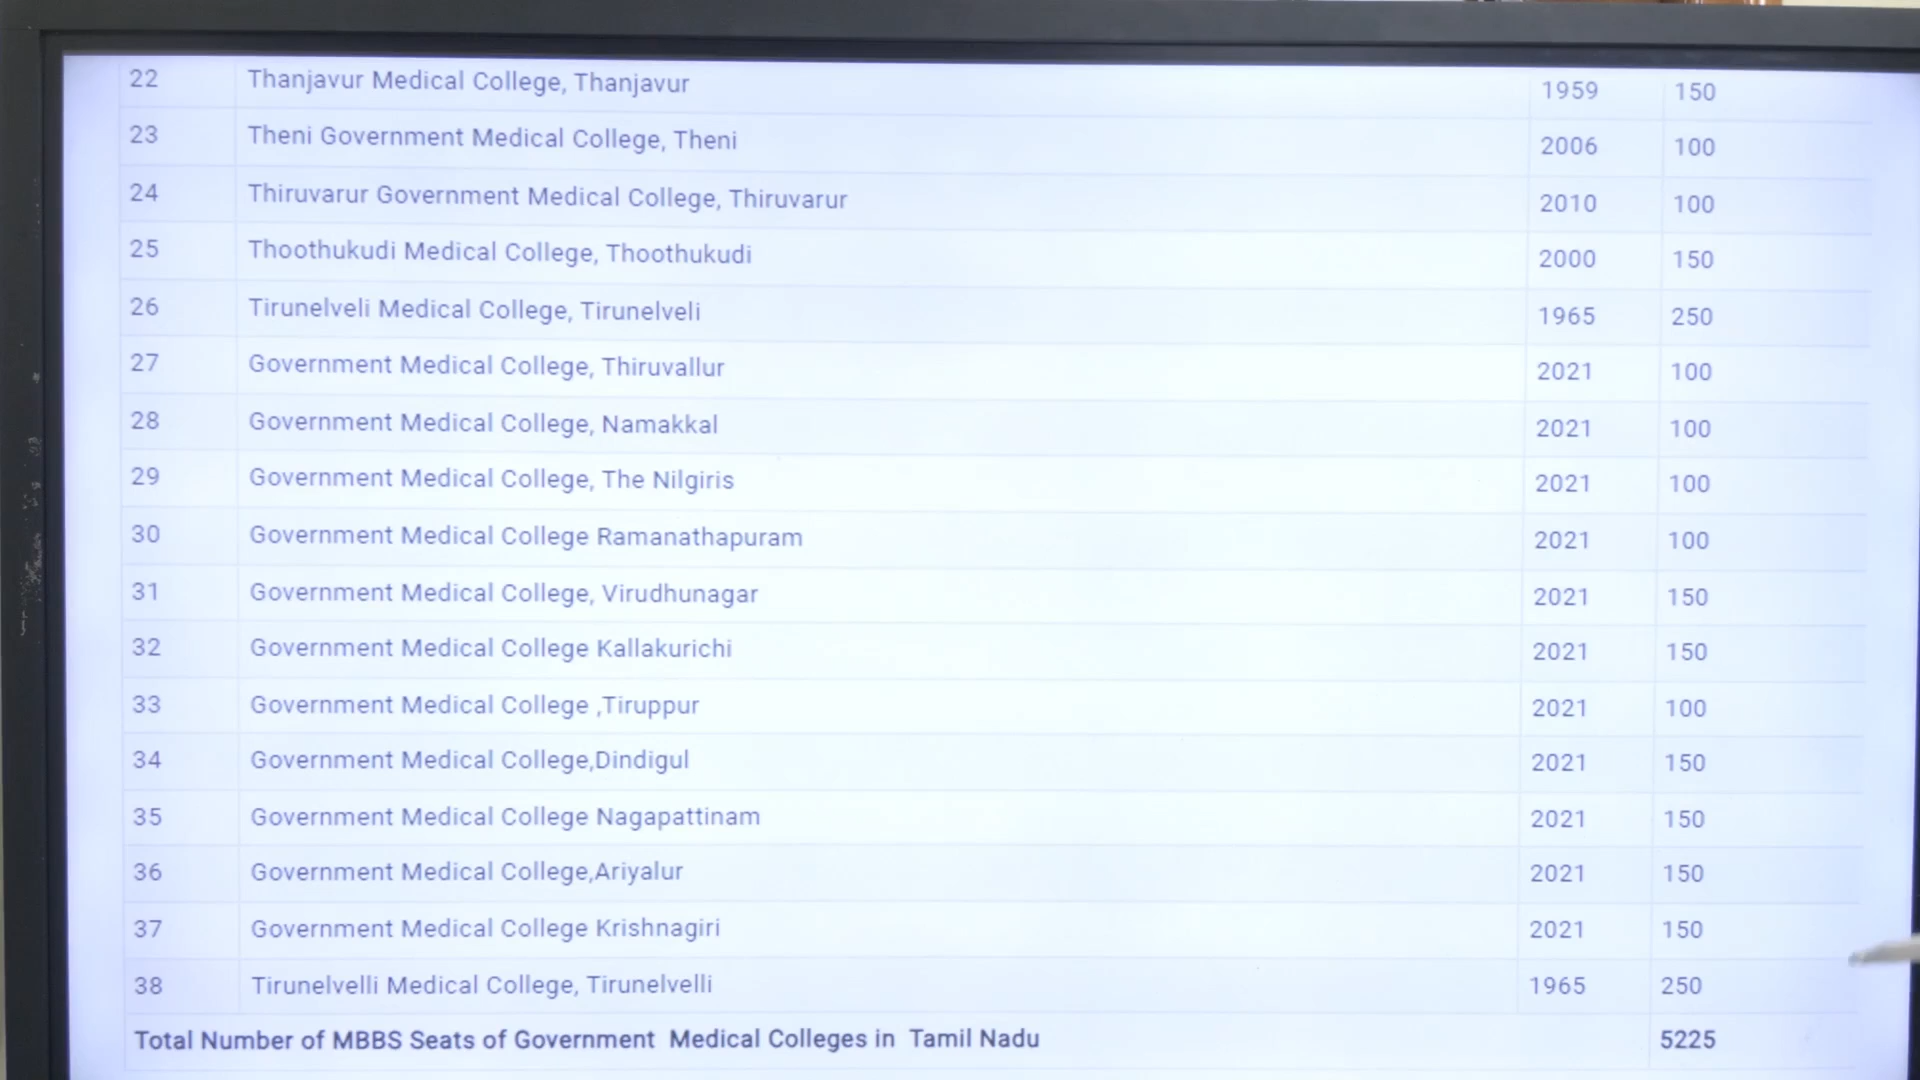 22 Thanjavur Medical College, Thanjavur 1959 150
23 Theni Government Medical College, Theni 2006 100
24 Thiruvarur Government Medical College, Thiruvarur 2010 100
25 Thoothukudi Medical College, Thoothukudi 2000 150
26 Tirunelveli Medical College, Tirunelveli 1965 250
27 Government Medical College, Thiruvallur 2021 100
28 Government Medical College, Namakkal 2021 100
29 Government Medical College, The Nilgiris 2021 100
30 Government Medical College Ramanathapuram 2021 100
31 Government Medical College, Virudhunagar 2021 150
32 Government Medical College Kallakurichi 2021 150
33 Government Medical College ,Tiruppur 2021 100
34 Government Medical College,Dindigul 2021 150
35 Government Medical College Nagapattinam 2021 150
36 Government Medical College,Ariyalur 2021 150
37 Government Medical College Krishnagiri 2021 150
38 Tirunelvelli Medical College, Tirunelvelli 1965 250
Total Number of MBBS Seats of Government Medical Colleges in Tamil Nadu 5225